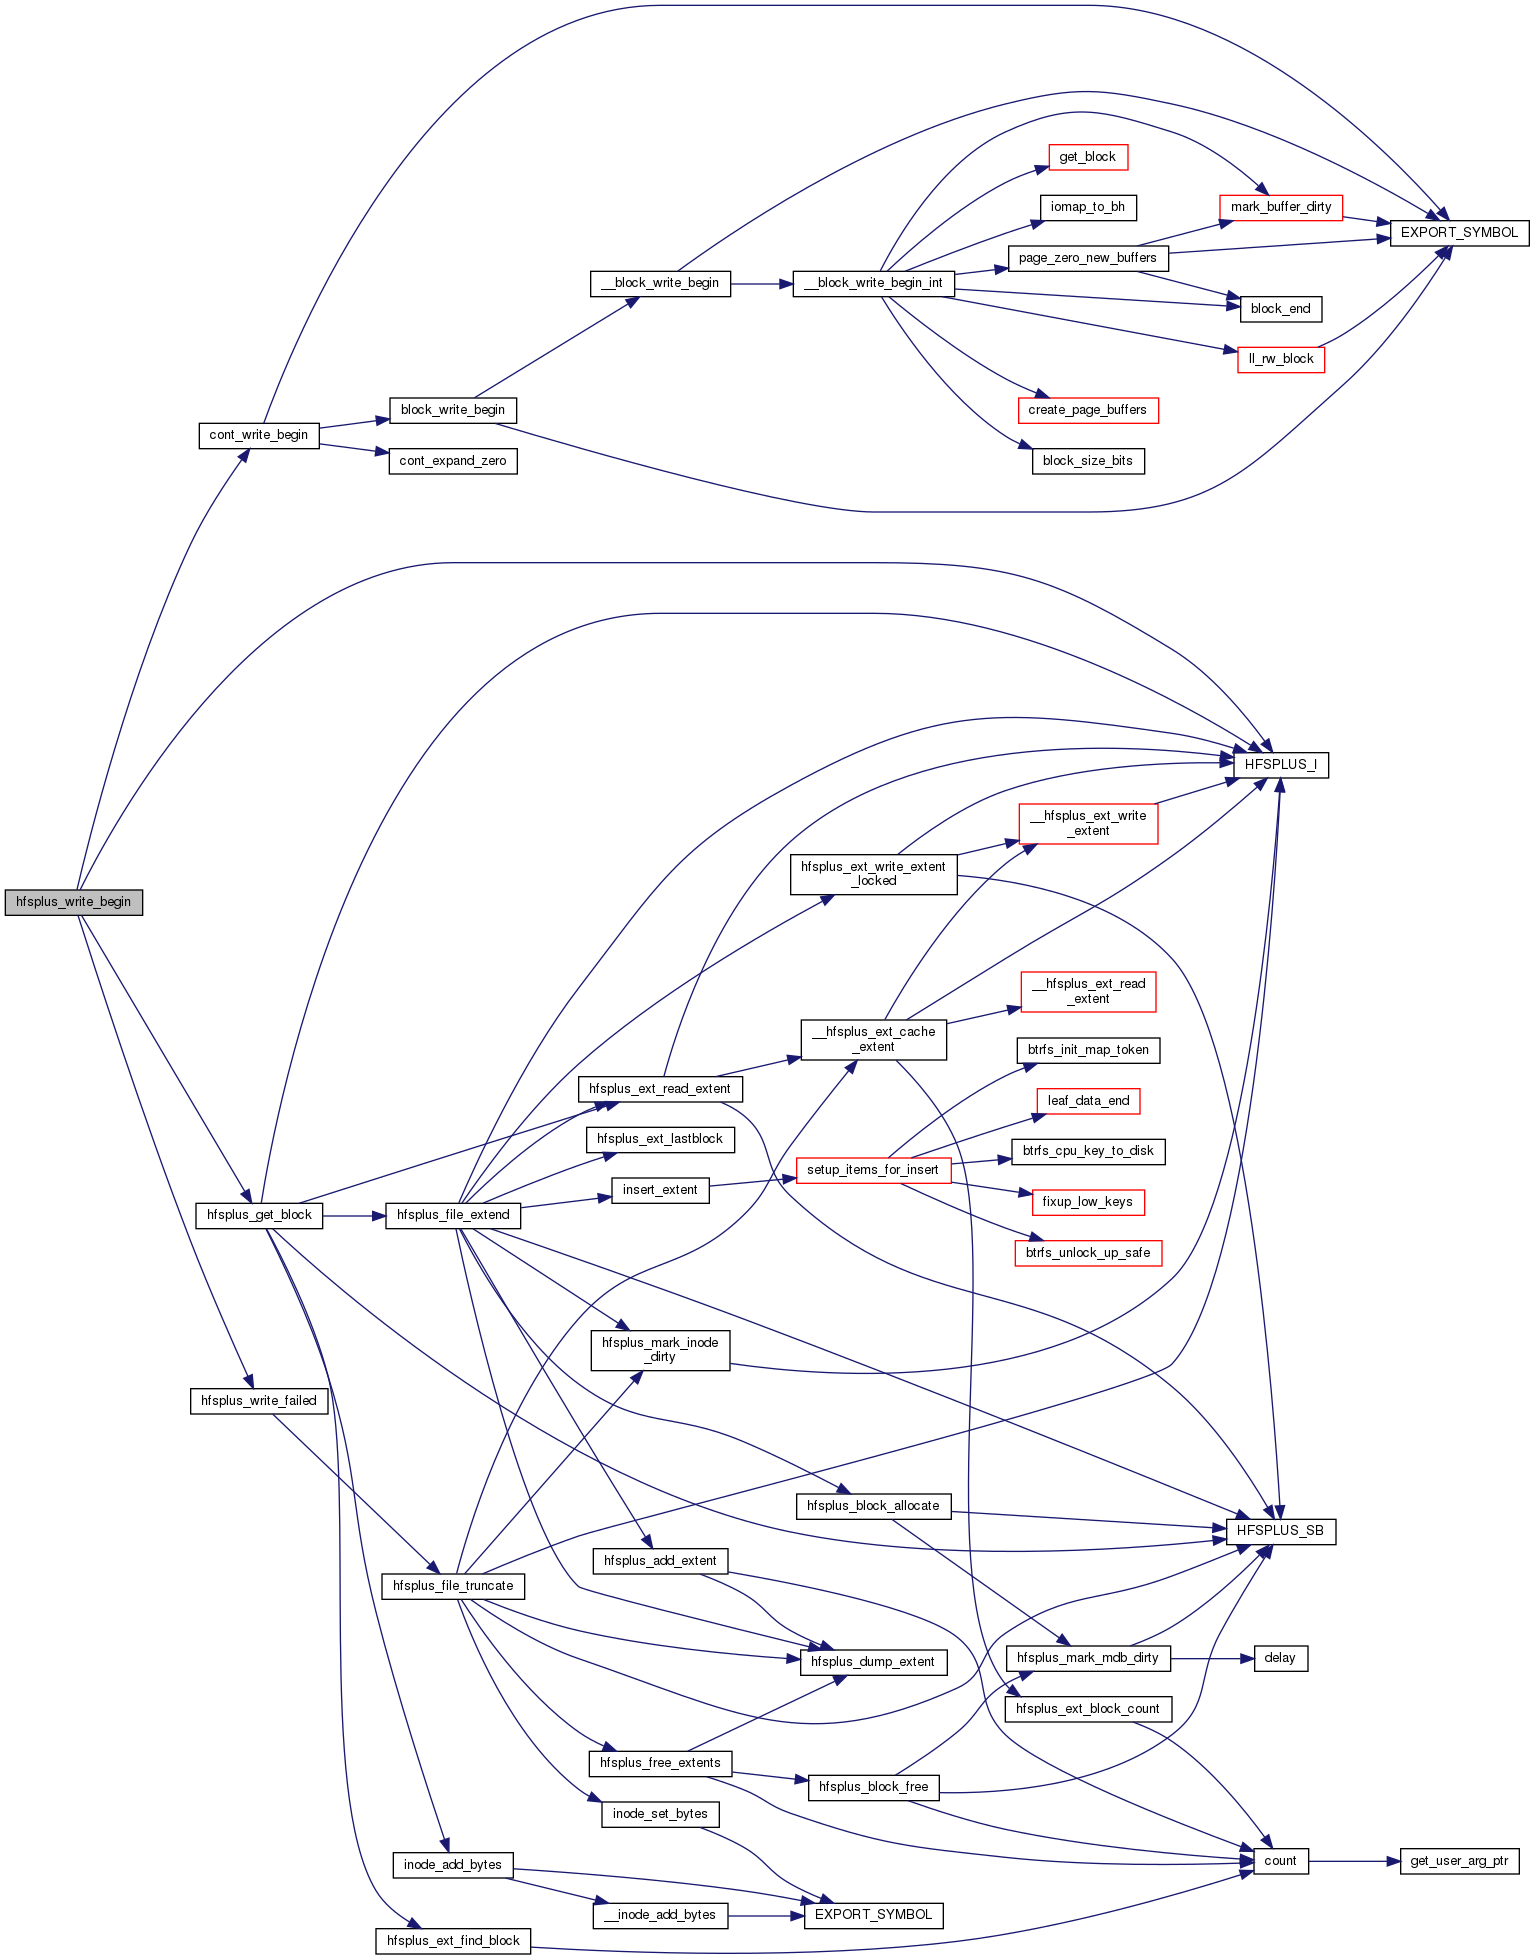 get_block
mark_buffer_dirty
iomap_to_bh
EXPORT_SYMBOL
page_zero_new_buffers
__block_write_begin
__block_write_begin_int
block_end
ll_rw_block
block_write_begin
create_page_buffers
cont_write_begin
cont_expand_zero
block_size_bits
HFSPLUS_I
__hfsplus_ext_write
_extent
hfsplus_ext_write_extent
_locked
hfsplus_write_begin
__hfsplus_ext_read
_extent
__hfsplus_ext_cache
_extent
btrfs_init_map_token
hfsplus_ext_read_extent
leaf_data_end
hfsplus_ext_lastblock
btrfs_cpu_key_to_disk
setup_items_for_insert
insert_extent
fixup_low_keys
hfsplus_get_block
hfsplus_file_extend
btrfs_unlock_up_safe
hfsplus_mark_inode
_dirty
hfsplus_write_failed
hfsplus_block_allocate
HFSPLUS_SB
hfsplus_add_extent
hfsplus_file_truncate
hfsplus_dump_extent
hfsplus_mark_mdb_dirty
delay
hfsplus_ext_block_count
hfsplus_free_extents
hfsplus_block_free
inode_set_bytes
inode_add_bytes
count
get_user_arg_ptr
__inode_add_bytes
EXPORT_SYMBOL
hfsplus_ext_find_block